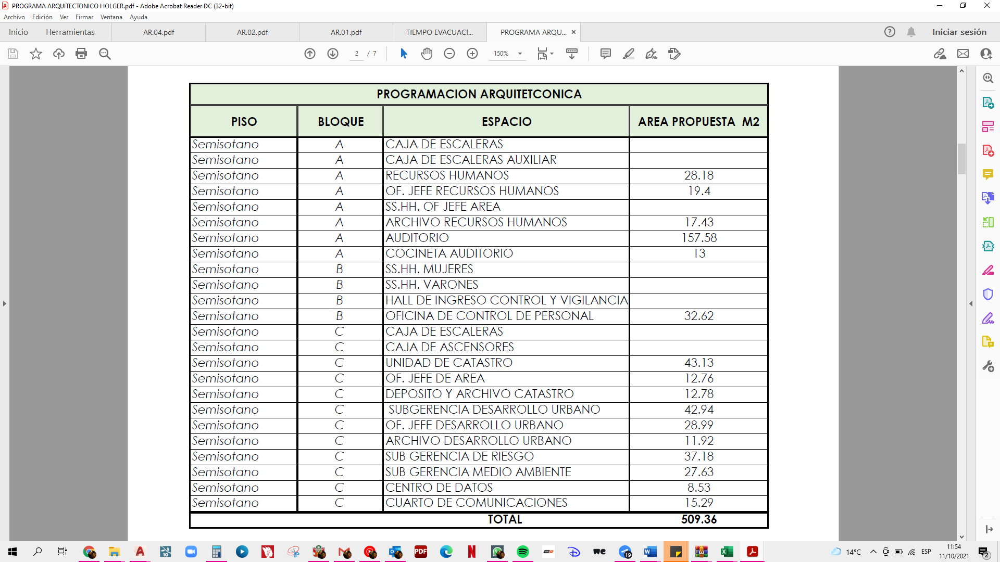 PROGRAMA ARQUITECTONICO HOLGER.pdf - Adobe Acrobat Reader DC (32-bit)
Archivo Edición Ver Firmar Ventana Ayuda
Inicio Herramientas AR.04.pdf AR.02.pdf AR.01.pdf TIEMPO EVACUACI... PROGRAMA ARQU... × Iniciar sesión
2 / 7 150%
PROGRAMACION ARQUITETCONICA
PISO BLOQUE ESPACIO AREA PROPUESTA M2
Semisotano A CAJA DE ESCALERAS
Semisotano A CAJA DE ESCALERAS AUXILIAR
Semisotano A RECURSOS HUMANOS 28.18
Semisotano A OF. JEFE RECURSOS HUMANOS 19.4
Semisotano A SS.HH. OF JEFE AREA
Semisotano A ARCHIVO RECURSOS HUMANOS 17.43
Semisotano A AUDITORIO 157.58
Semisotano A COCINETA AUDITORIO 13
Semisotano B SS.HH. MUJERES
Semisotano B SS.HH. VARONES
Semisotano B HALL DE INGRESO CONTROL Y VIGILANCIA
Semisotano B OFICINA DE CONTROL DE PERSONAL 32.62
Semisotano C CAJA DE ESCALERAS
Semisotano C CAJA DE ASCENSORES
Semisotano C UNIDAD DE CATASTRO 43.13
Semisotano C OF. JEFE DE AREA 12.76
Semisotano C DEPOSITO Y ARCHIVO CATASTRO 12.78
Semisotano C SUBGERENCIA DESARROLLO URBANO 42.94
Semisotano C OF. JEFE DESARROLLO URBANO 28.99
Semisotano C ARCHIVO DESARROLLO URBANO 11.92
Semisotano C SUB GERENCIA DE RIESGO 37.18
Semisotano C SUB GERENCIA MEDIO AMBIENTE 27.63
Semisotano C CENTRO DE DATOS 8.53
Semisotano C CUARTO DE COMUNICACIONES 15.29
TOTAL 509.36
10 PDF N we 19 W X 14°C ESP 11:54
11/10/2021 2